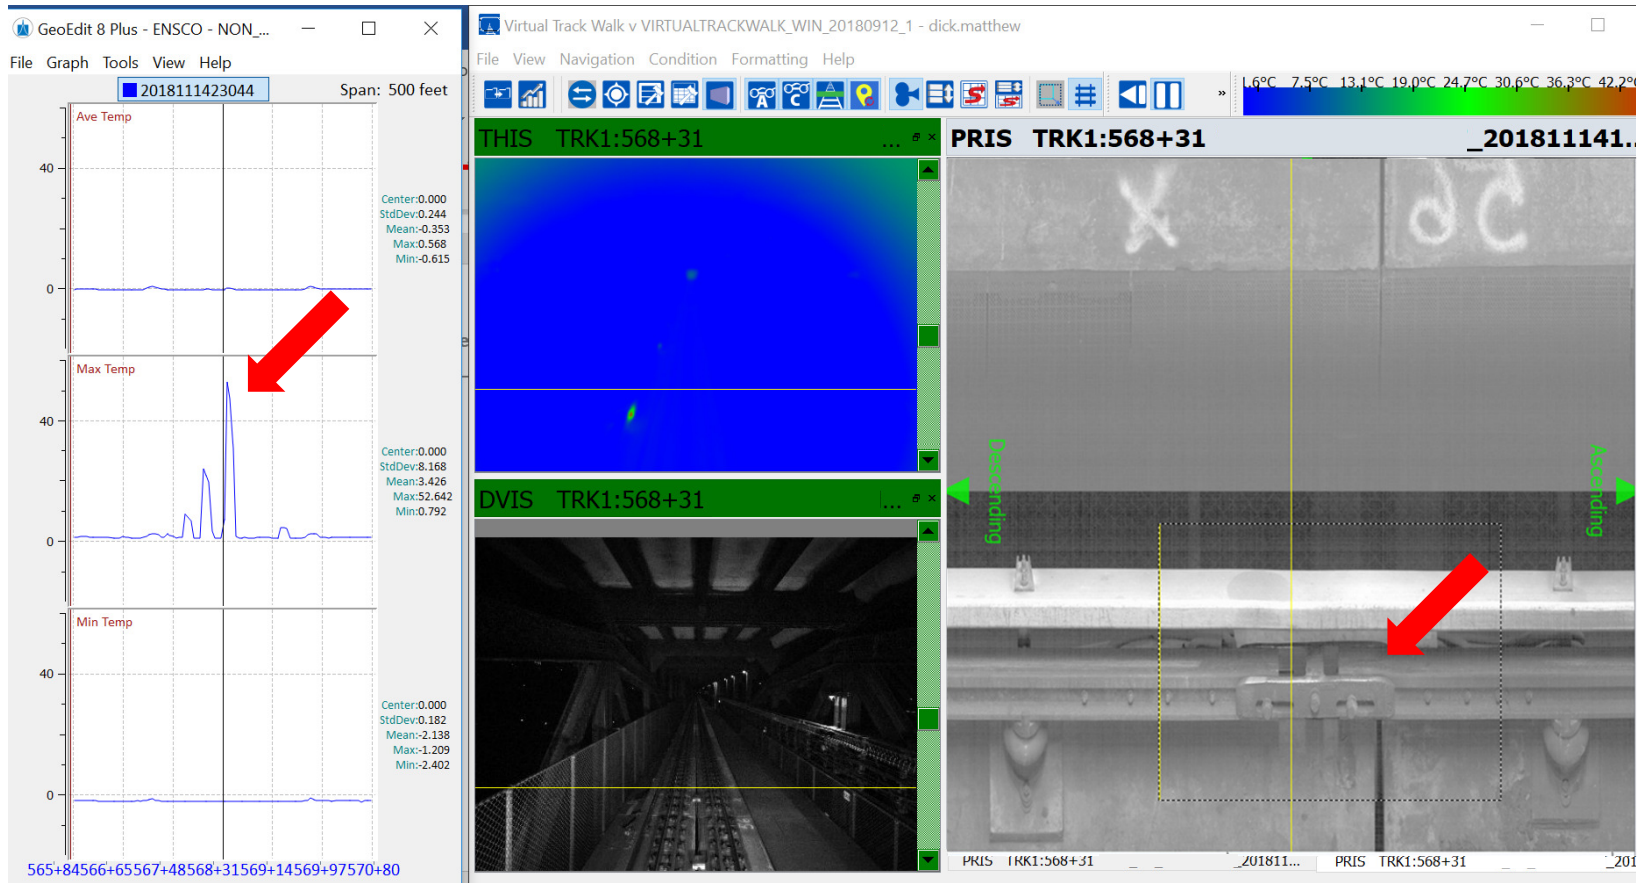 GeoEdit 8 Plus - ENSCO - NON_...
File Graph Tools View Help
2018111423044
Span: 500 feet
Ave Temp
40
0
Center:0.000
StdDev:0.244
Mean:-0.353
Max:0.568
Min:-0.615
Max Temp
40
0
Center:0.000
StdDev:8.168
Mean:3.426
Max:52.642
Min:0.792
Min Temp
40
0
Center:0.000
StdDev:0.182
Mean:-2.138
Max:-1.209
Min:-2.402
565+84566+65567+48568+31569+14569+97570+80
Virtual Track Walk v VIRTUALTRACKWALK_WIN_20180912_1 - dick.matthew
File View Navigation Condition Formatting Help
A C
»
1.6°C 7.5°C 13.1°C 19.0°C 24.7°C 30.6°C 36.3°C 42.2°
THIS TRK1:568+31 ...
DVIS TRK1:568+31 ...
PRIS TRK1:568+31 _201811141..
X
Descending
Ascending
PRIS TRK1:568+31 _ _ _201811...
PRIS TRK1:568+31 _ _ _201